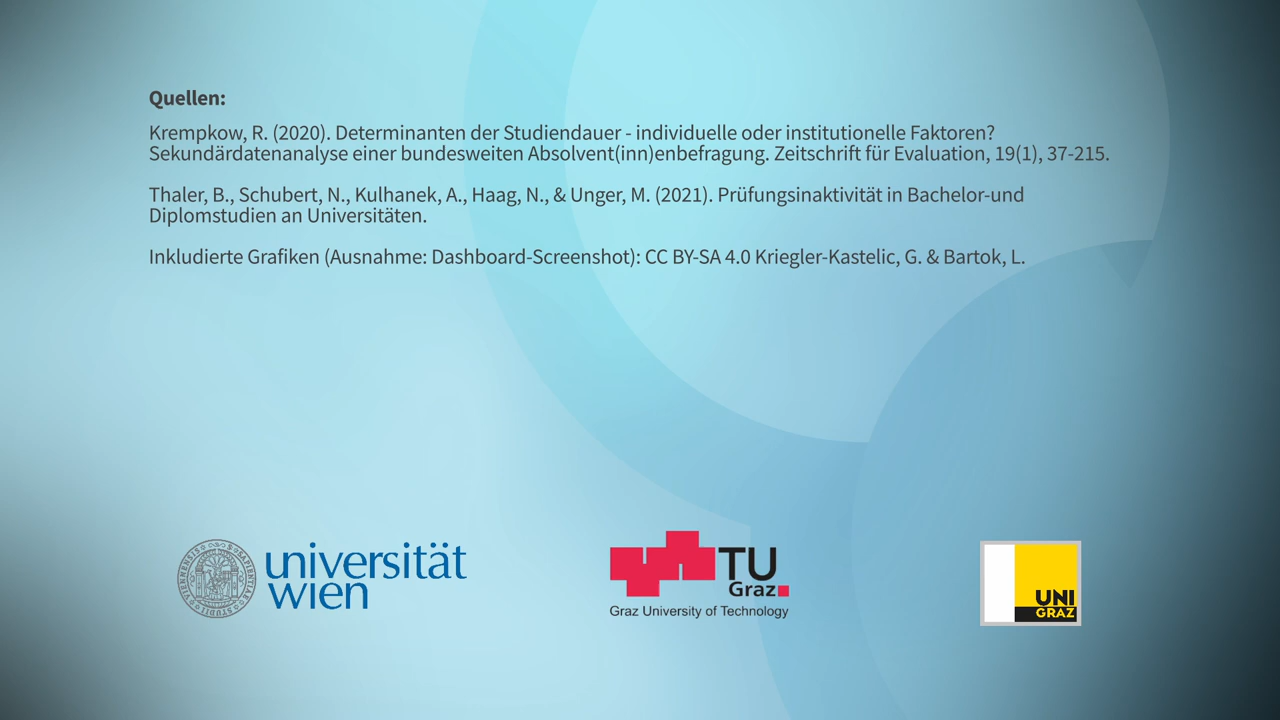 Quellen:
Krempkow, R. (2020). Determinanten der Studiendauer - individuelle oder institutionelle Faktoren?
Sekundärdatenanalyse einer bundesweiten Absolvent(inn)enbefragung. Zeitschrift für Evaluation, 19(1), 37-215.
Thaler, B., Schubert, N., Kulhanek, A., Haag, N., & Unger, M. (2021). Prüfungsinaktivität in Bachelor-und
Diplomstudien an Universitäten.
Inkludierte Grafiken (Ausnahme: Dashboard-Screenshot): CC BY-SA 4.0 Kriegler-Kastelic, G. & Bartok, L.
universität
wien
TU
Graz
Graz University of Technology
UNI
GRAZ